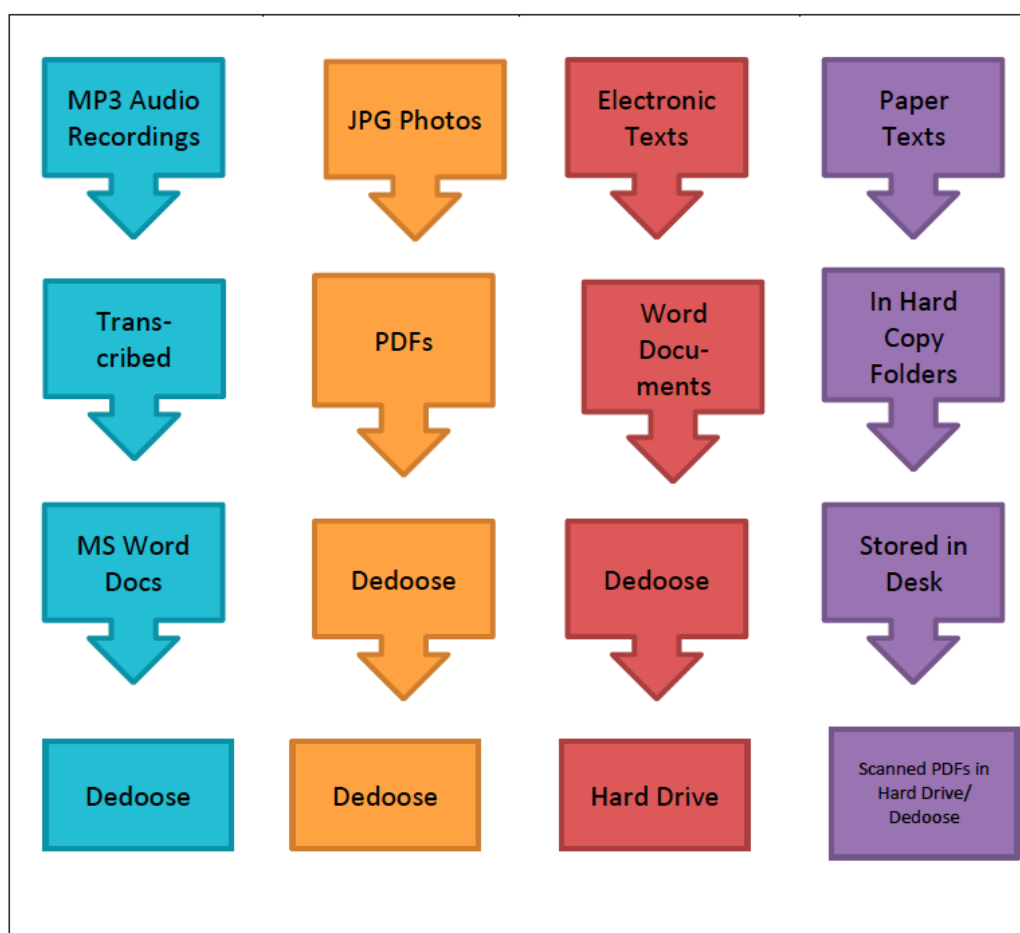 MP3 Audio
Recordings
JPG Photos
Electronic
Texts
Paper
Texts
Trans-
cribed
PDFs
Word
Docu-
ments
In Hard
Copy
Folders
MS Word
Docs
Dedoose
Dedoose
Stored in
Desk
Dedoose
Dedoose
Hard Drive
Scanned PDFs in
Hard Drive/
Dedoose